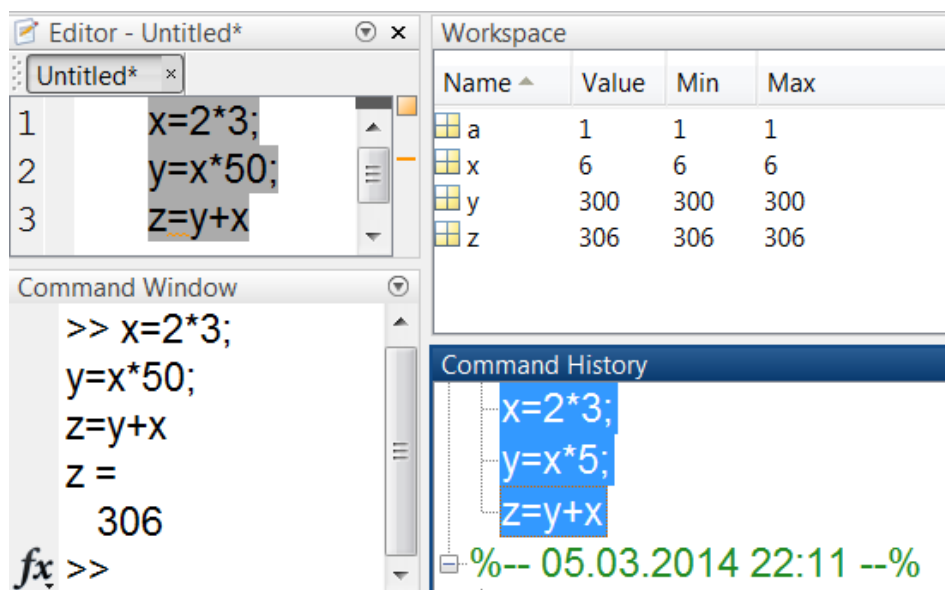 Editor - Untitled*
Untitled*
1 x=2*3;
2 y=x*50;
3 z=y+x
Command Window
>> x=2*3;
y=x*50;
z=y+x
z =
306
fx >>
Workspace
Name Value Min Max
a 1 1 1
x 6 6 6
y 300 300 300
z 306 306 306
Command History
x=2*3;
y=x*5;
z=y+x
%-- 05.03.2014 22:11 --%